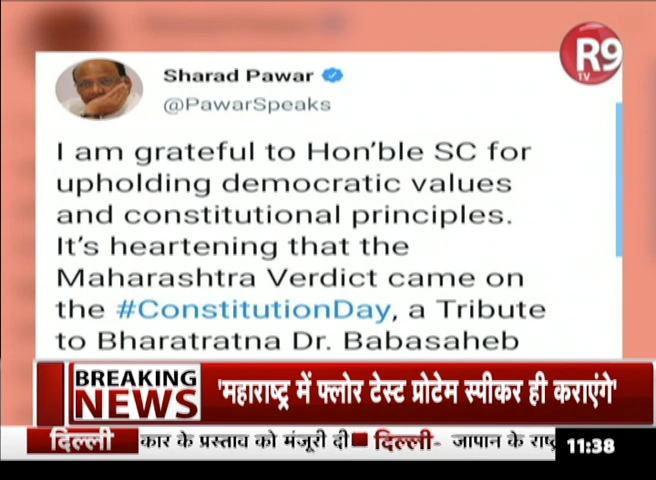 R9
TV
Sharad Pawar
@PawarSpeaks
I am grateful to Hon'ble SC for
upholding democratic values
and constitutional principles.
It's heartening that the
Maharashtra Verdict came on
the #ConstitutionDay, a Tribute
to Bharatratna Dr. Babasaheb
BREAKING
NEWS
'महाराष्ट्र में फ्लोर टेस्ट प्रोटेम स्पीकर ही कराएंगे'
दिल्ली कार के प्रस्ताव को मंजूरी दी दिल्ली- जापान के 11:38